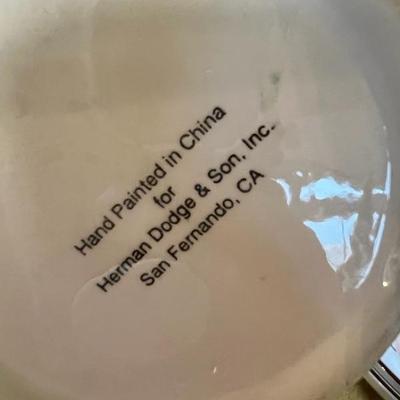 Hand Painted in China
for
Herman Dodge & Son, Inc.
San Fernando, CA